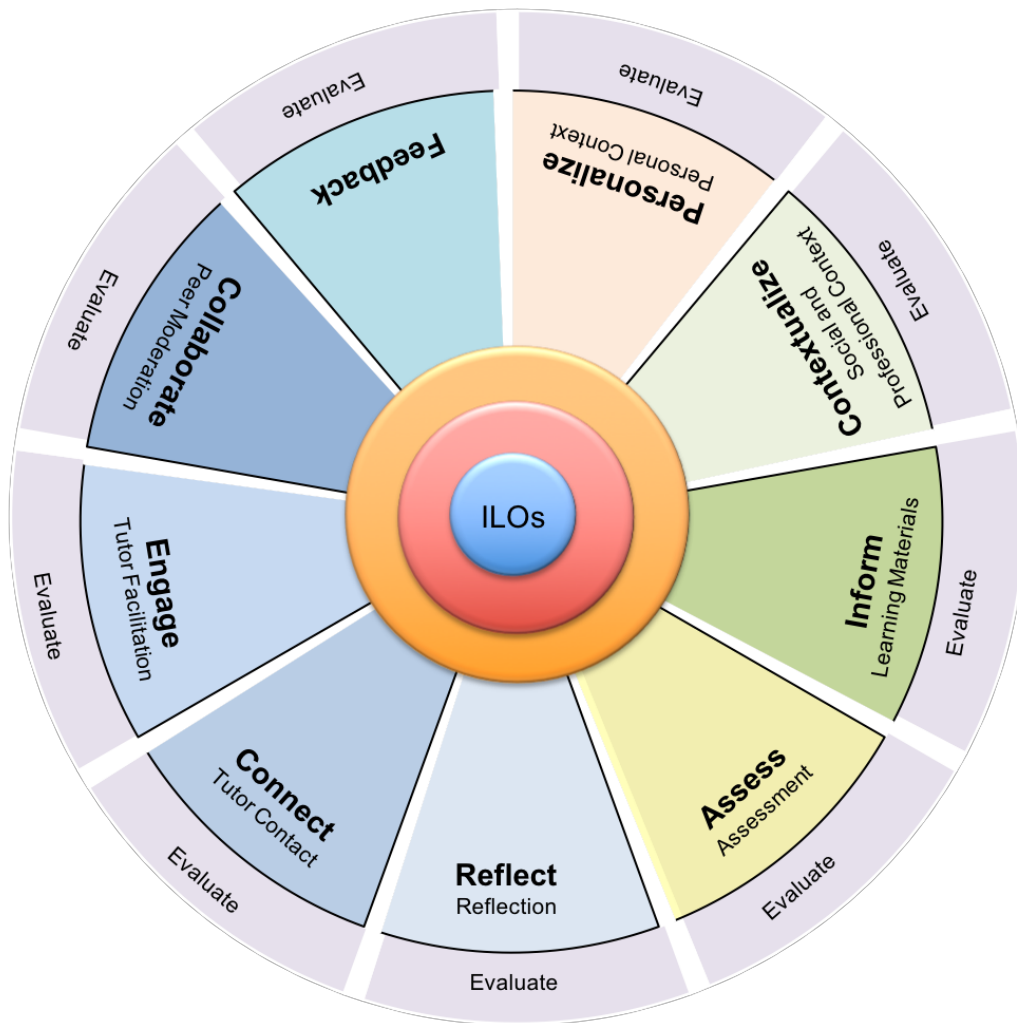 Evaluate
Personalize
Personal Context
Evaluate
Contextualize
Social and
Professional Context
Evaluate
Inform
Learning Materials
Evaluate
Assess
Assessment
Evaluate
Reflect
Reflection
Evaluate
Connect
Tutor Contact
Evaluate
Engage
Tutor Facilitation
Evaluate
Collaborate
Peer Moderation
Evaluate
Feedback
ILOs